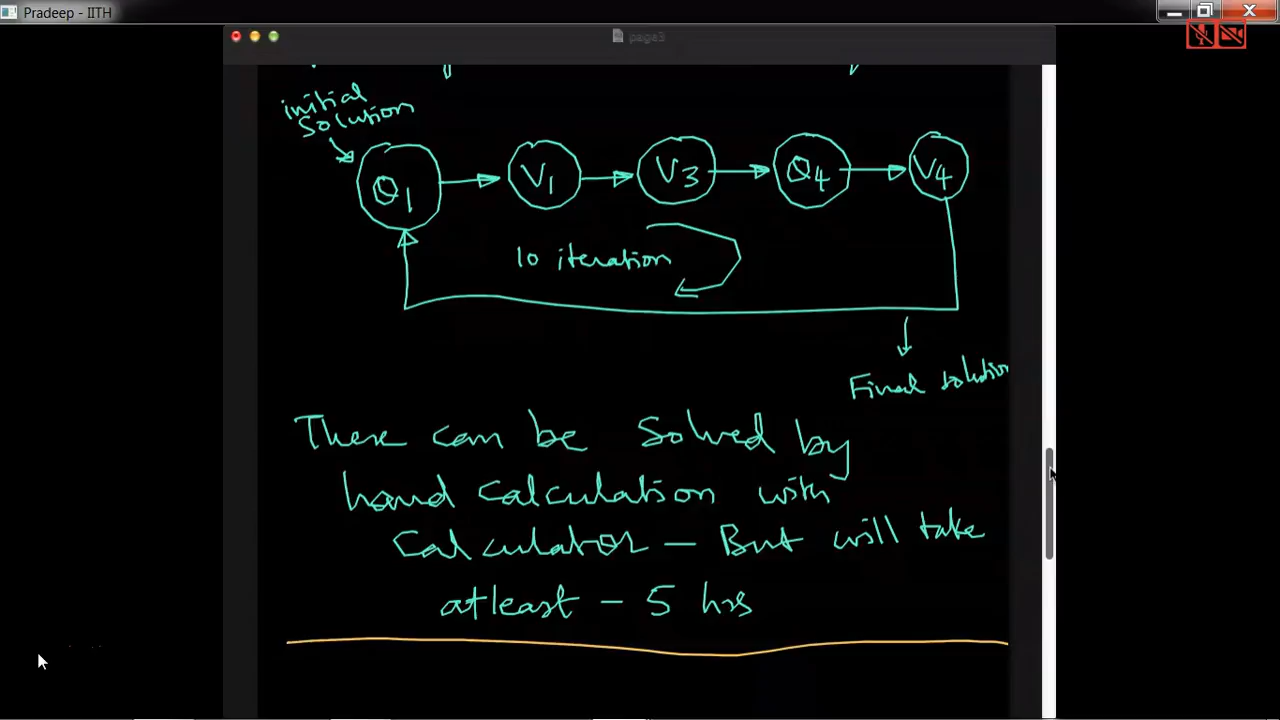 Pradeep - IITH
page3
initial
solution
Q1 V1 V3 Q4 V4
10 iteration
Final solution
There can be solved by
hand calculation with
calculator - But will take
atleast - 5 hrs